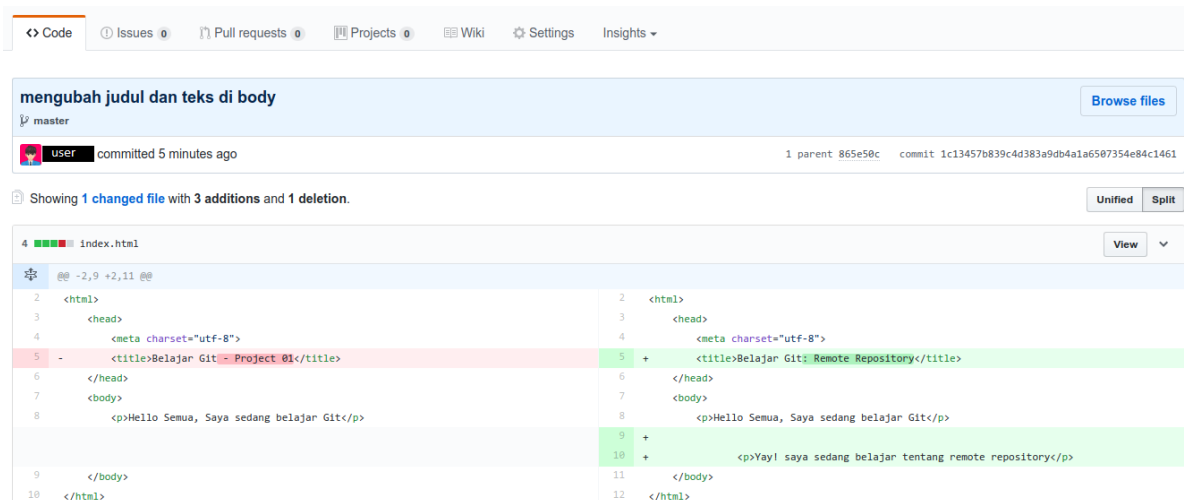 Code Issues 0 Pull requests 0 Projects 0 Wiki Settings Insights
mengubah judul dan teks di body
Browse files
master
user committed 5 minutes ago
1 parent 865e50c commit 1c13457b839c4d383a9db4a1a6507354e84c1461
Showing 1 changed file with 3 additions and 1 deletion.
Unified Split
4 index.html
View
@@ -2,9 +2,11 @@
2 <html>
3 <head>
4 <meta charset="utf-8">
5 - <title>Belajar Git - Project 01</title>
6 </head>
7 <body>
8 <p>Hello Semua, Saya sedang belajar Git</p>
9 </body>
10 </html>
2 <html>
3 <head>
4 <meta charset="utf-8">
5 + <title>Belajar Git: Remote Repository</title>
6 </head>
7 <body>
8 <p>Hello Semua, Saya sedang belajar Git</p>
9 +
10 + <p>Yay! saya sedang belajar tentang remote repository</p>
11 </body>
12 </html>